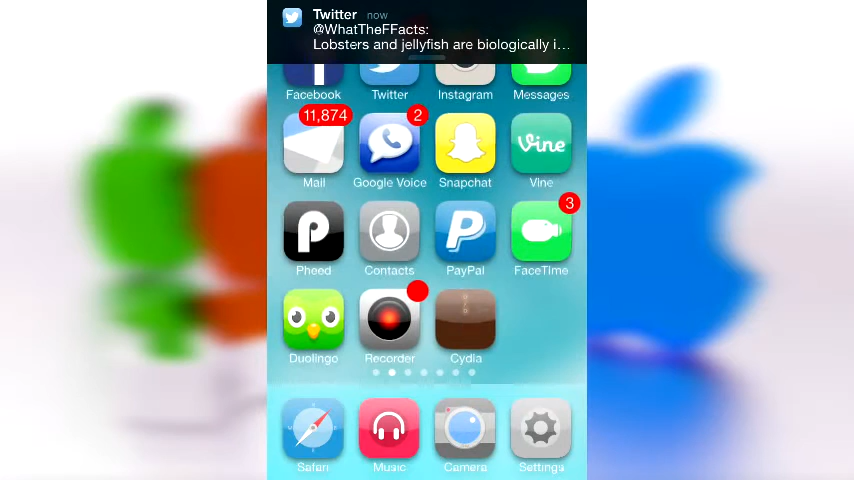 Twitter now
@WhatTheFFacts:
Lobsters and jellyfish are biologically i...
Facebook Twitter Instagram Messages
11,874 2
Vine
Mail Google Voice Snapchat Vine
3
Pheed Contacts PayPal FaceTime
Duolingo Recorder Cydia
Safari Music Camera Settings